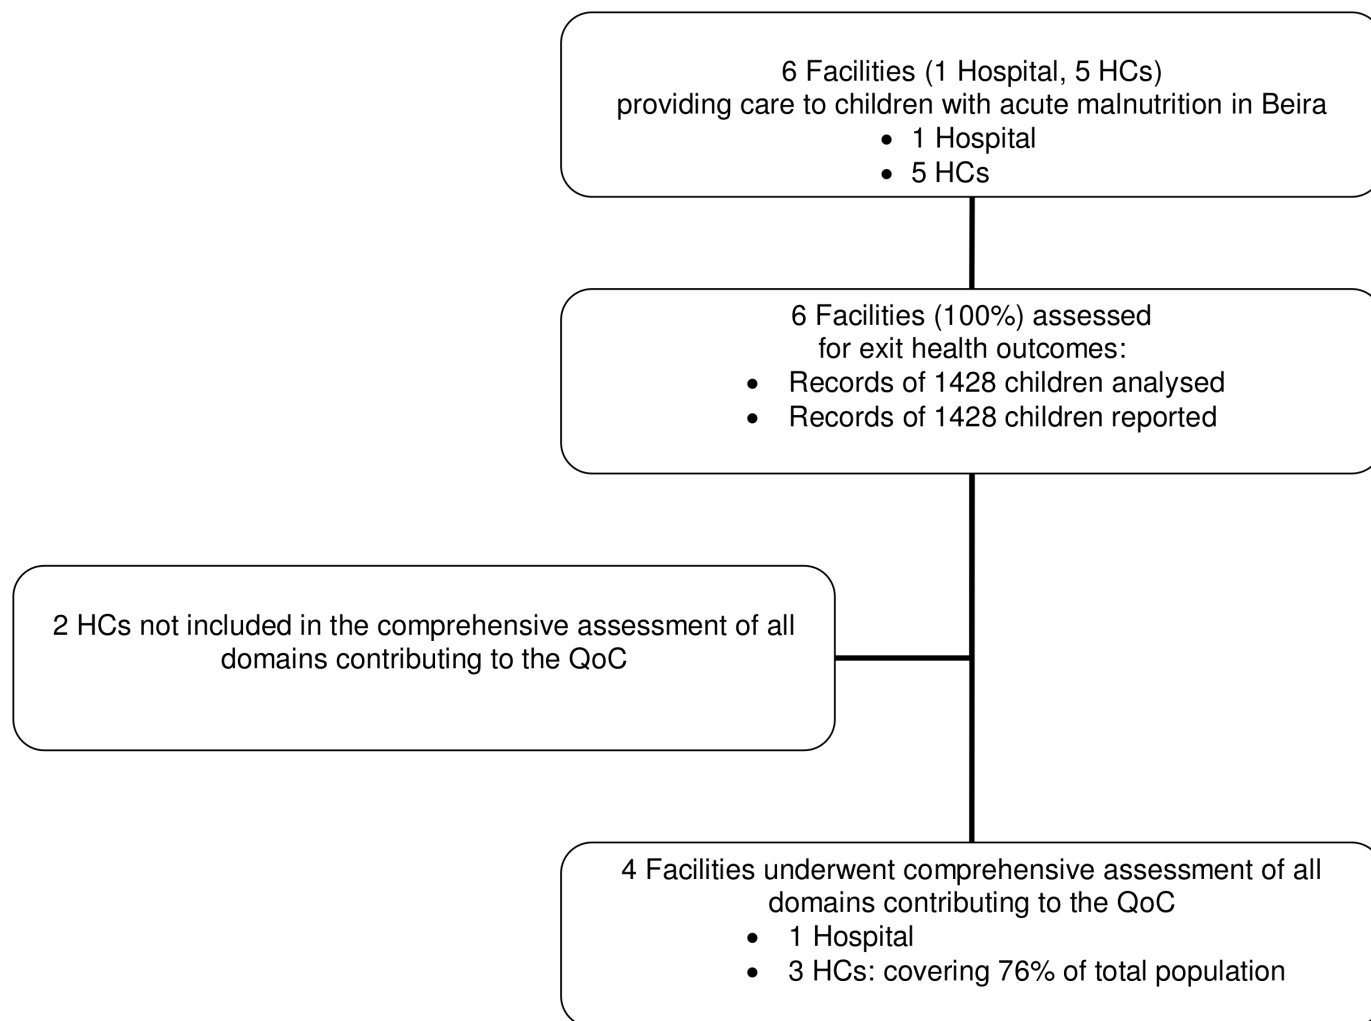 6 Facilities (1 Hospital, 5 HCs)
providing care to children with acute malnutrition in Beira
• 1 Hospital
• 5 HCs
6 Facilities (100%) assessed
for exit health outcomes:
• Records of 1428 children analysed
• Records of 1428 children reported
2 HCs not included in the comprehensive assessment of all
domains contributing to the QoC
4 Facilities underwent comprehensive assessment of all
domains contributing to the QoC
• 1 Hospital
• 3 HCs: covering 76% of total population